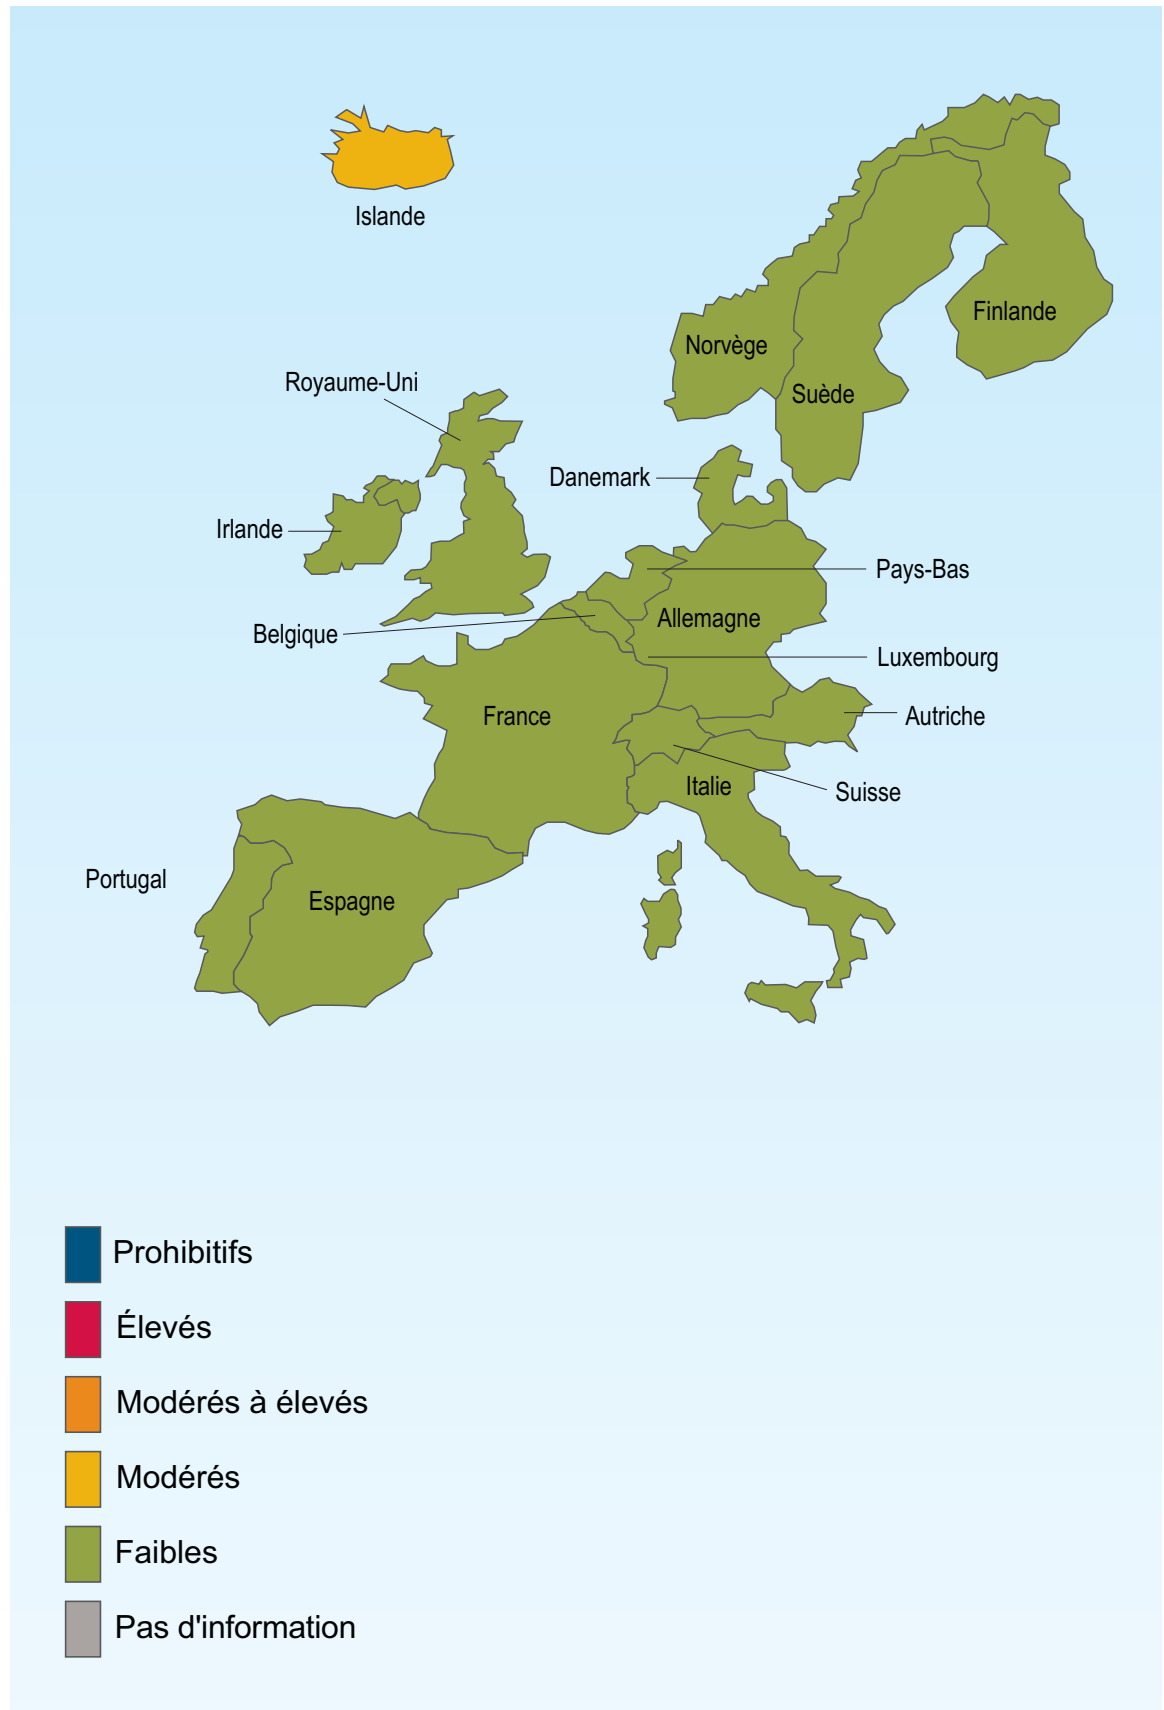 Islande
Finlande
Norvège
Royaume-Uni
Suède
Danemark
Irlande
Pays-Bas
Allemagne
Belgique
Luxembourg
France
Autriche
Italie
Suisse
Portugal
Espagne
Prohibitifs
Élevés
Modérés à élevés
Modérés
Faibles
Pas d'information